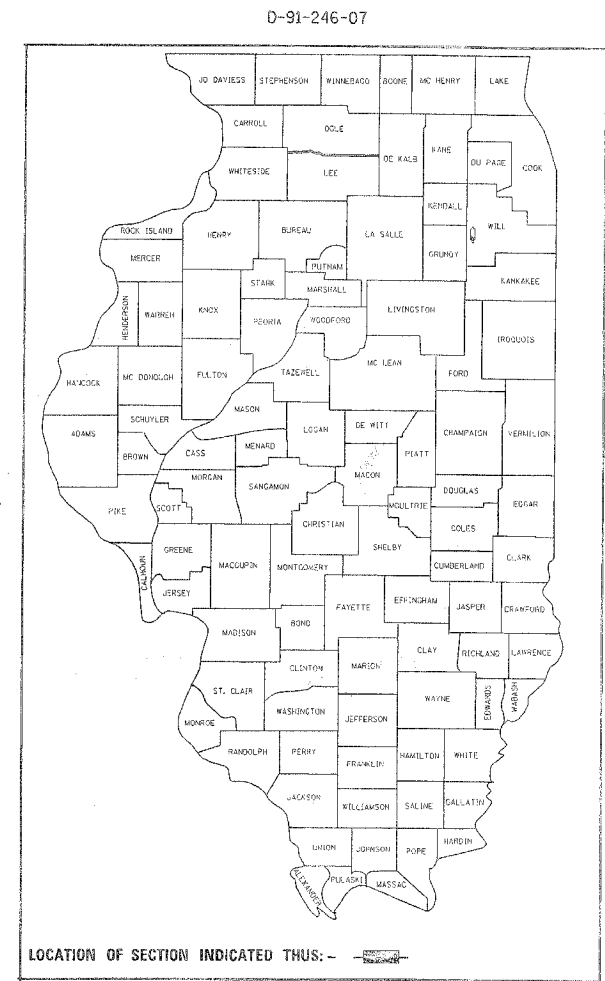 D-91-246-07
JO DAVIESS STEPHENSON WINNEBAGO BOONE MC HENRY LAKE
CARROLL OGLE
DE KALB KANE DU PAGE COOK
WHITESIDE LEE
KENDALL WILL
ROCK ISLAND HENRY BUREAU LA SALLE
MERCER PUTNAM GRUNDY
STARK KANKAKEE
MARSHALL
HENDERSON WARREN KNOX PEORIA WOODFORD LIVINGSTON
IROQUOIS
HANCOCK MC DONOUGH FULTON TAZEWELL MC LEAN FORD
MASON
SCHUYLER LOGAN DE WITT
ADAMS CHAMPAIGN VERMILION
BROWN CASS MENARD PIATT
MORGAN SANGAMON MACON
DOUGLAS
PIKE SCOTT MOULTRIE EDGAR
CHRISTIAN COLES
GREENE SHELBY
CALHOUN MACOUPIN MONTGOMERY CUMBERLAND CLARK
JERSEY
FAYETTE EFFINGHAM JASPER CRAWFORD
MADISON BOND
CLAY RICHLAND LAWRENCE
CLINTON MARION
ST. CLAIR WAYNE EDWARDS WABASH
WASHINGTON JEFFERSON
MONROE
RANDOLPH PERRY HAMILTON WHITE
FRANKLIN
JACKSON WILLIAMSON SALINE GALLATIN
UNION JOHNSON POPE HARDIN
ALEXANDER PULASKI MASSAC
LOCATION OF SECTION INDICATED THUS: -